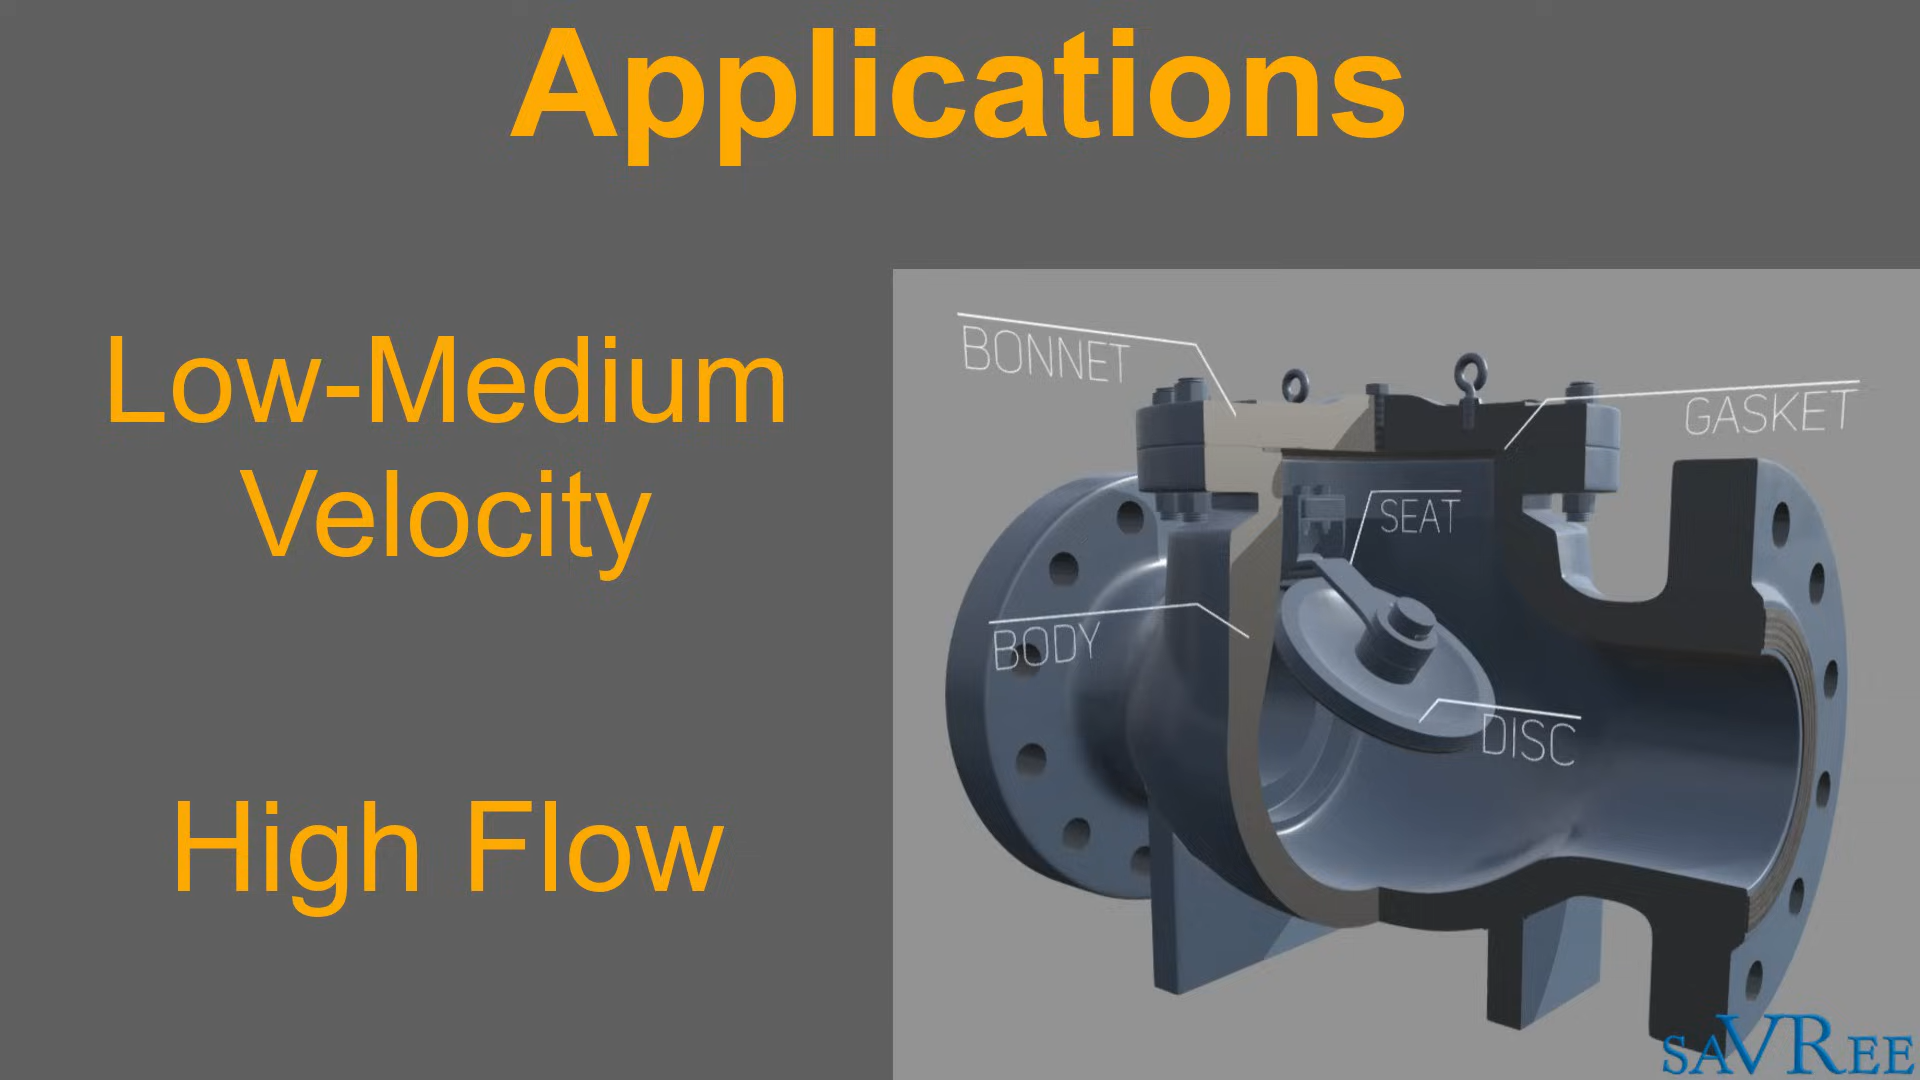 Applications
Low-Medium
Velocity
High Flow
BONNET
GASKET
SEAT
BODY
DISC
saVRee